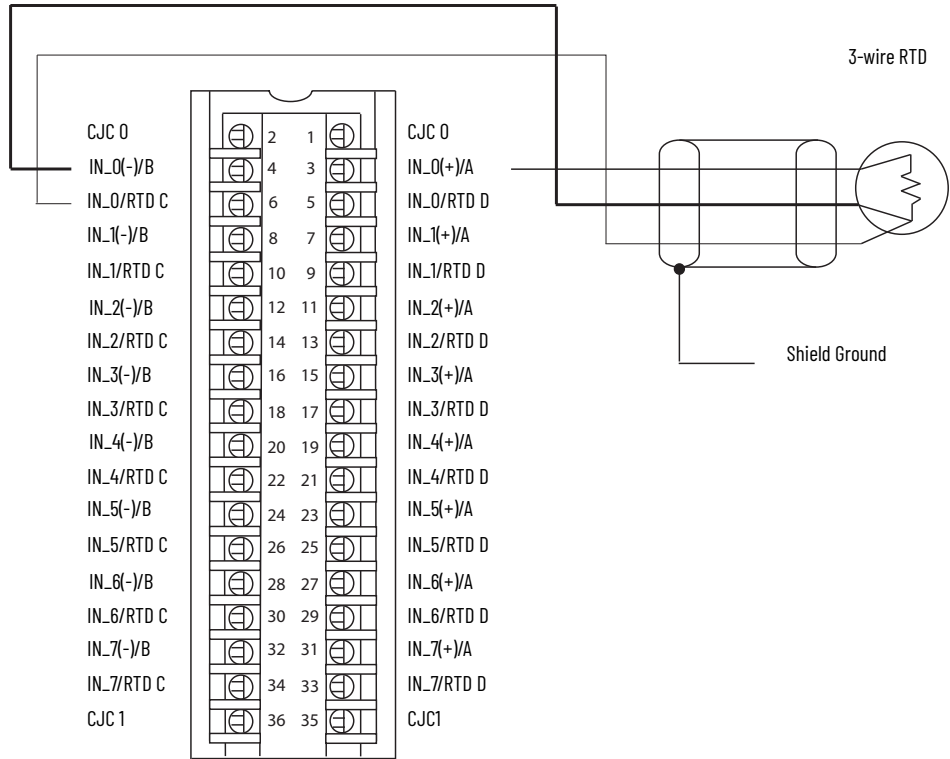 3-wire RTD
CJC 0 2 1 CJC 0
IN_0(-)/B 4 3 IN_0(+)/A
IN_0/RTD C 6 5 IN_0/RTD D
IN_1(-)/B 8 7 IN_1(+)/A
IN_1/RTD C 10 9 IN_1/RTD D
IN_2(-)/B 12 11 IN_2(+)/A
IN_2/RTD C 14 13 IN_2/RTD D
Shield Ground
IN_3(-)/B 16 15 IN_3(+)/A
IN_3/RTD C 18 17 IN_3/RTD D
IN_4(-)/B 20 19 IN_4(+)/A
IN_4/RTD C 22 21 IN_4/RTD D
IN_5(-)/B 24 23 IN_5(+)/A
IN_5/RTD C 26 25 IN_5/RTD D
IN_6(-)/B 28 27 IN_6(+)/A
IN_6/RTD C 30 29 IN_6/RTD D
IN_7(-)/B 32 31 IN_7(+)/A
IN_7/RTD C 34 33 IN_7/RTD D
CJC 1 36 35 CJC1